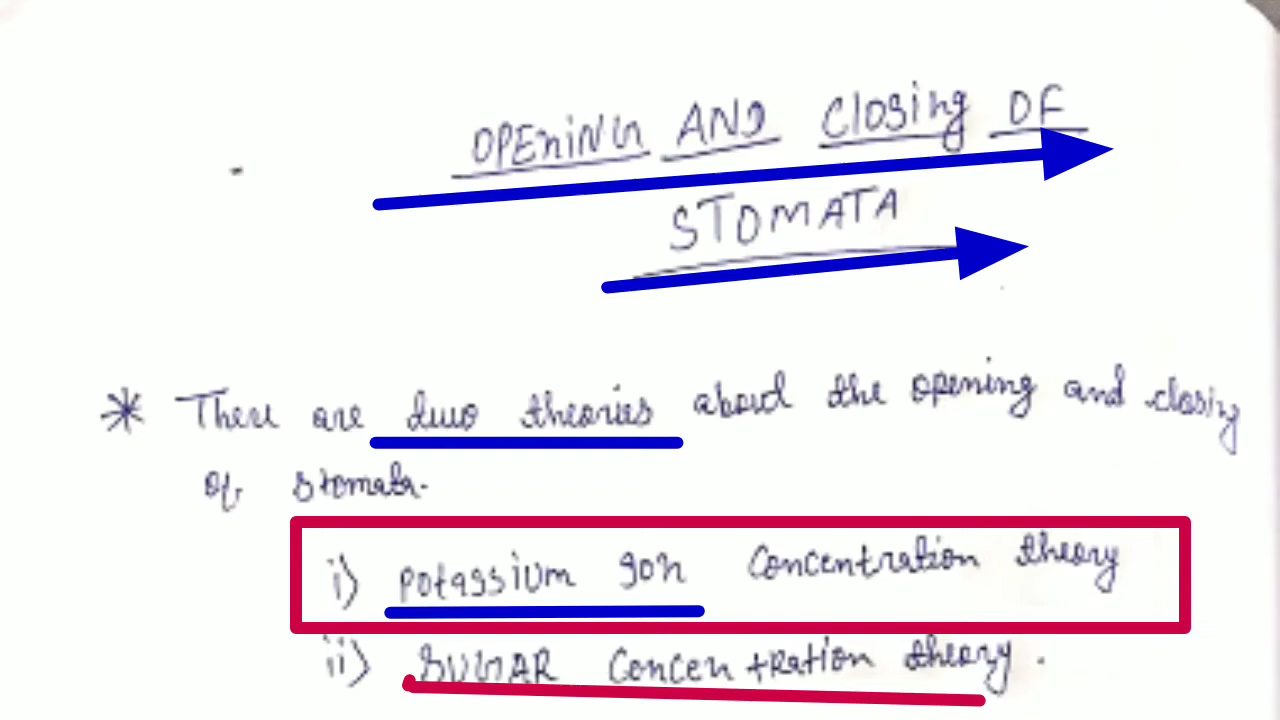 OPENING AND Closing OF
STOMATA
* There are two theories about the opening and closing
of stomata.
i) potassium Ion Concentration theory
ii) SUGAR ConcentRation theory.